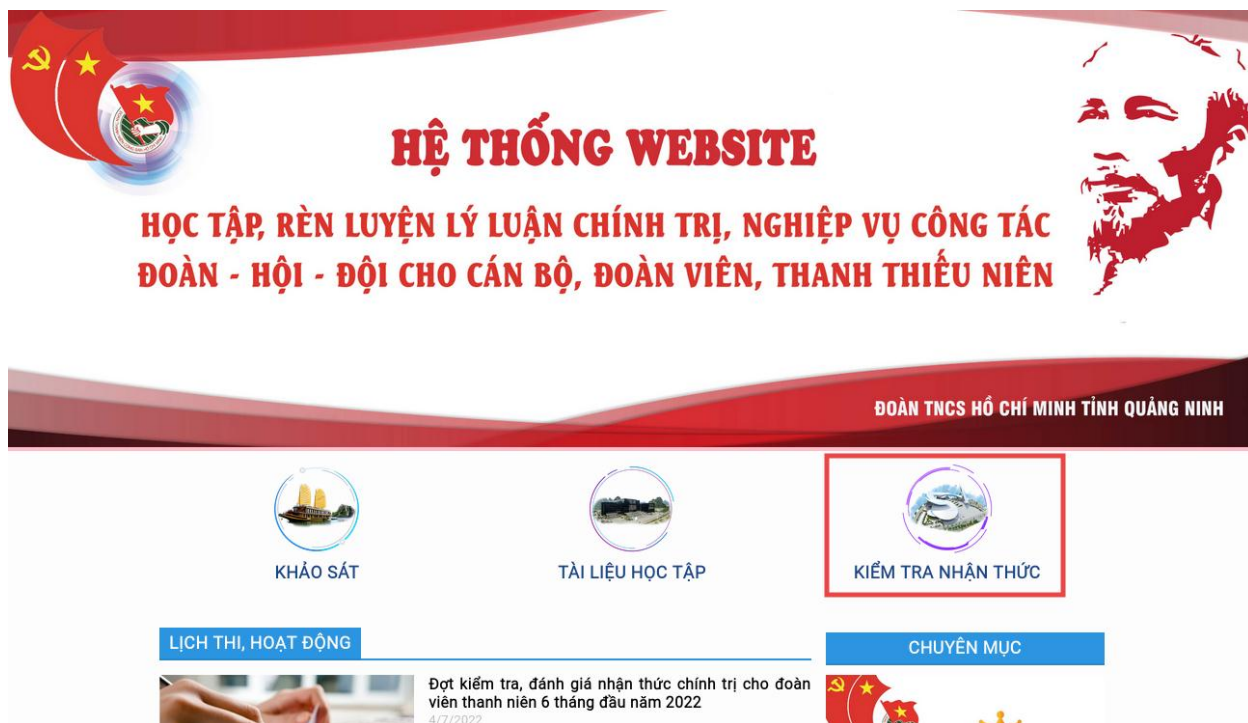 HỆ THỐNG WEBSITE
HỌC TẬP, RÈN LUYỆN LÝ LUẬN CHÍNH TRỊ, NGHIỆP VỤ CÔNG TÁC
ĐOÀN - HỘI - ĐỘI CHO CÁN BỘ, ĐOÀN VIÊN, THANH THIẾU NIÊN
ĐOÀN TNCS HỒ CHÍ MINH TỈNH QUẢNG NINH
KHẢO SÁT
TÀI LIỆU HỌC TẬP
KIỂM TRA NHẬN THỨC
LỊCH THI, HOẠT ĐỘNG
Đợt kiểm tra, đánh giá nhận thức chính trị cho đoàn
viên thanh niên 6 tháng đầu năm 2022
4/7/2022
CHUYÊN MỤC